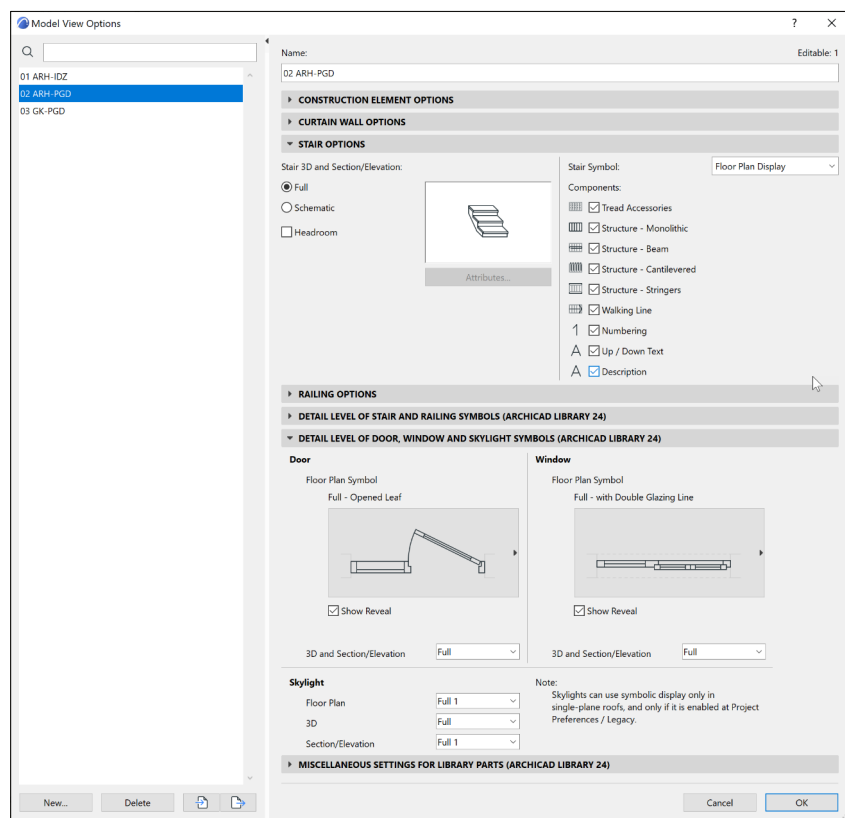 Model View Options
?
01 ARH-IDZ
02 ARH-PGD
03 GK-PGD
New...
Delete
Name:
Editable: 1
02 ARH-PGD
CONSTRUCTION ELEMENT OPTIONS
CURTAIN WALL OPTIONS
STAIR OPTIONS
Stair 3D and Section/Elevation:
Full
Schematic
Headroom
Attributes...
Stair Symbol:
Floor Plan Display
Components:
Tread Accessories
Structure - Monolithic
Structure - Beam
Structure - Cantilevered
Structure - Stringers
Walking Line
1 Numbering
A Up / Down Text
A Description
RAILING OPTIONS
DETAIL LEVEL OF STAIR AND RAILING SYMBOLS (ARCHICAD LIBRARY 24)
DETAIL LEVEL OF DOOR, WINDOW AND SKYLIGHT SYMBOLS (ARCHICAD LIBRARY 24)
Door
Floor Plan Symbol
Full - Opened Leaf
Show Reveal
3D and Section/Elevation
Full
Window
Floor Plan Symbol
Full - with Double Glazing Line
Show Reveal
3D and Section/Elevation
Full
Skylight
Floor Plan
Full 1
3D
Full
Section/Elevation
Full 1
Note:
Skylights can use symbolic display only in
single-plane roofs, and only if it is enabled at Project
Preferences / Legacy.
MISCELLANEOUS SETTINGS FOR LIBRARY PARTS (ARCHICAD LIBRARY 24)
Cancel
OK